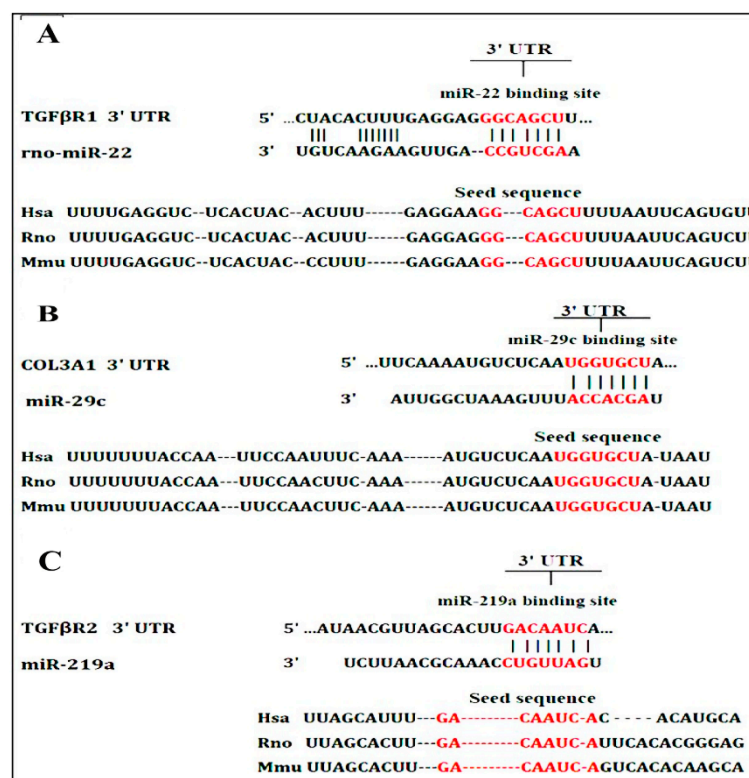 A
3' UTR
miR-22 binding site
TGFβR1 3' UTR 5' ...CUACACUUUGAGGAGGGCAGCUU...
rno-miR-22 3' UGUCAAGAAGUUGA--CCGUCGAA
Seed sequence
Hsa UUUUGAGGUC--UCACUAC--ACUUU------GAGGAAGG---CAGCUUUUAAUUCAGUGUU
Rno UUUUGAGGUC--UCACUAC--ACUUU------GAGGAGGG---CAGCUUUUAAUUCAGUCUU
Mmu UUUUGAGGUC--UCACUAC--CCUUU------GAGGAAGG---CAGCUUUUAAUUCAGUCUU
B
3' UTR
miR-29c binding site
COL3A1 3' UTR 5' ...UUCAAAAUGUCUCAAUGGUGCUA...
miR-29c 3' AUUGGCUAAAGUUUACCACGAU
Seed sequence
Hsa UUUUUUUACCAA---UUCCAAUUUC-AAA------AUGUCUCAAUGGUGCUA-UAAU
Rno UUUUUUUACCAA---UUCCAACUUC-AAA------AUGUCUCAAUGGUGCUA-UAAU
Mmu UUUUUUUACCAA---UUCCAACUUC-AAA------AUGUCUCAAUGGUGCUA-UAAU
C
3' UTR
miR-219a binding site
TGFβR2 3' UTR 5' ...AUAACGUUAGCACUUGACAAUCA...
miR-219a 3' UCUUAACGCAAACCUGUUAGU
Seed sequence
Hsa UUAGCAUUU---GA--------CAAUC-AC - - - - ACAUGCA
Rno UUAGCACUU---GA--------CAAUC-AUUCACACGGGAG
Mmu UUAGCACUU---GA--------CAAUC-AGUCACACAAGCA